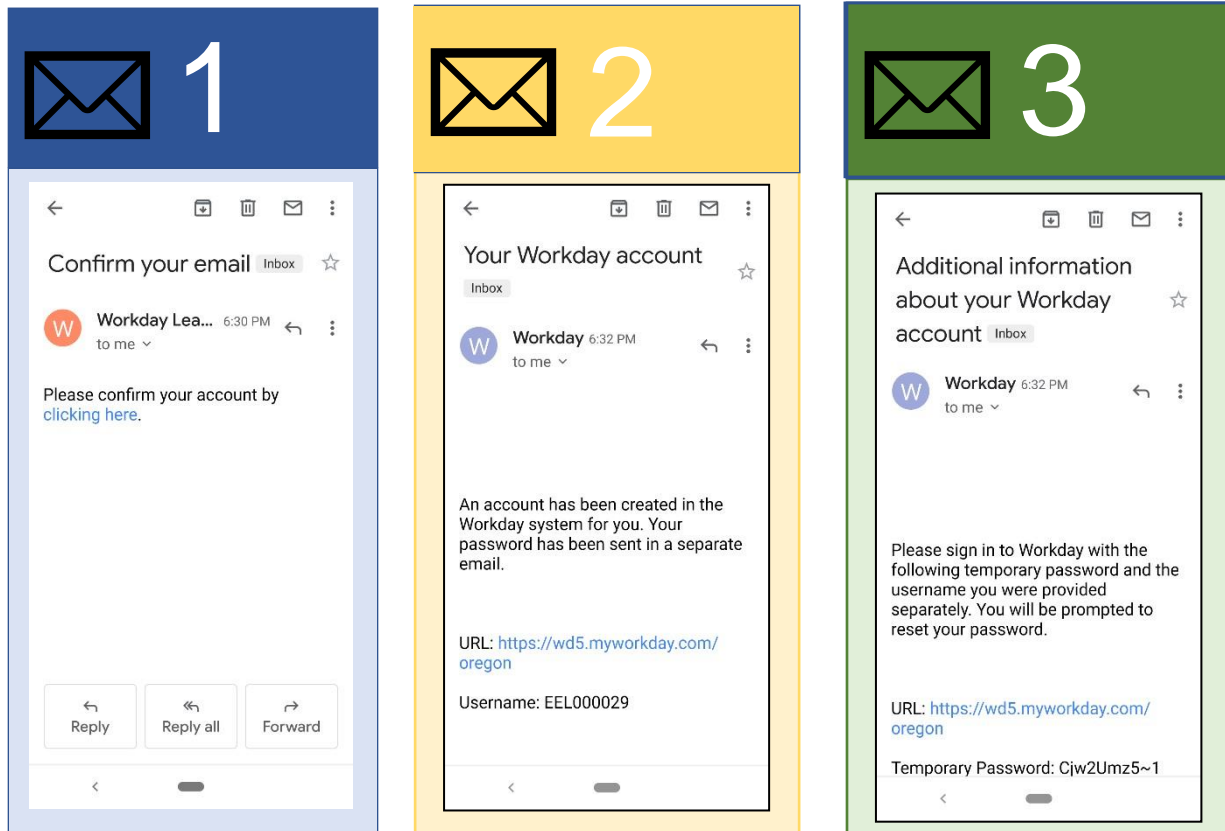 1
Confirm your email Inbox
W
Workday Lea... 6:30 PM
to me
Please confirm your account by
clicking here.
Reply
Reply all
Forward
2
Your Workday account
Inbox
W
Workday 6:32 PM
to me
An account has been created in the
Workday system for you. Your
password has been sent in a separate
email.
URL: https://wd5.myworkday.com/
oregon
Username: EEL000029
3
Additional information
about your Workday
account Inbox
W
Workday 6:32 PM
to me
Please sign in to Workday with the
following temporary password and the
username you were provided
separately. You will be prompted to
reset your password.
URL: https://wd5.myworkday.com/
oregon
Temporary Password: Cjw2Umz5~1